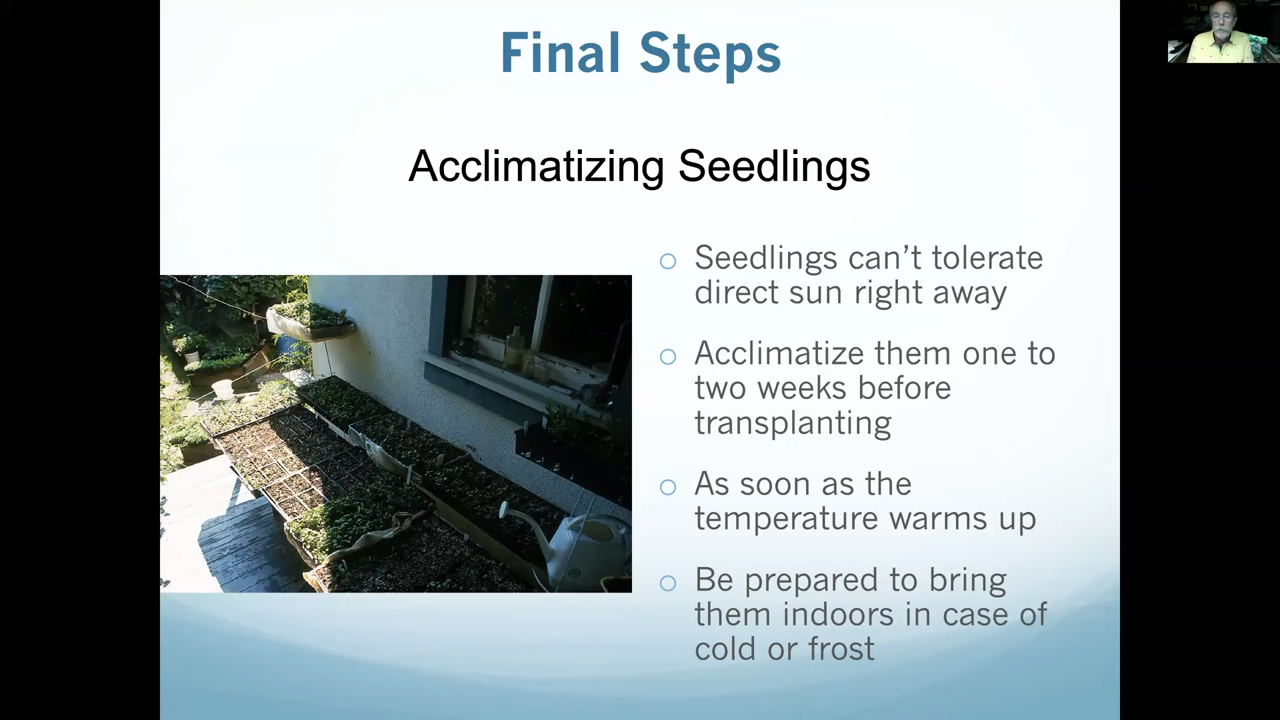 Final Steps
Acclimatizing Seedlings
Seedlings can’t tolerate
direct sun right away
Acclimatize them one to
two weeks before
transplanting
As soon as the
temperature warms up
Be prepared to bring
them indoors in case of
cold or frost